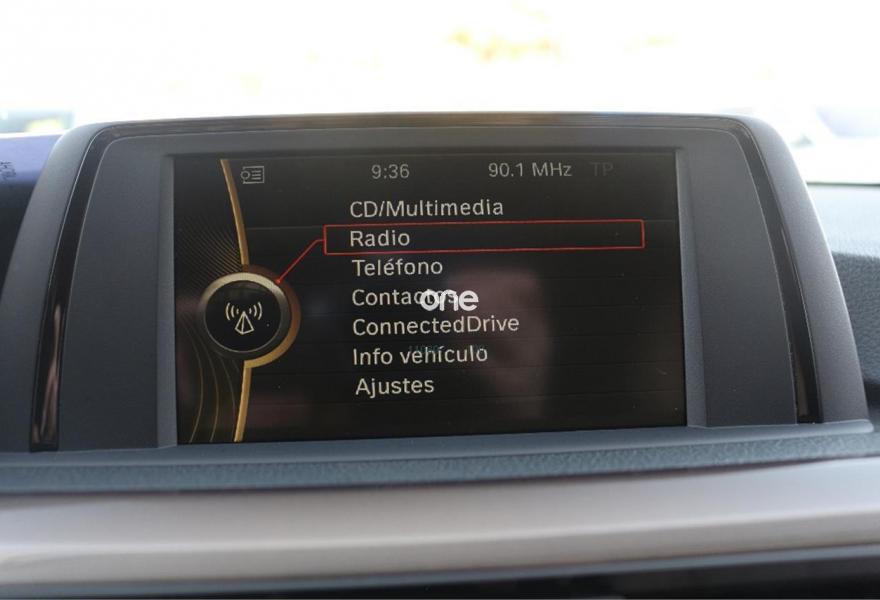 9:36 90.1 MHz TP
CD/Multimedia
Radio
Teléfono
Contactos
one
ConnectedDrive
Info vehículo
Ajustes